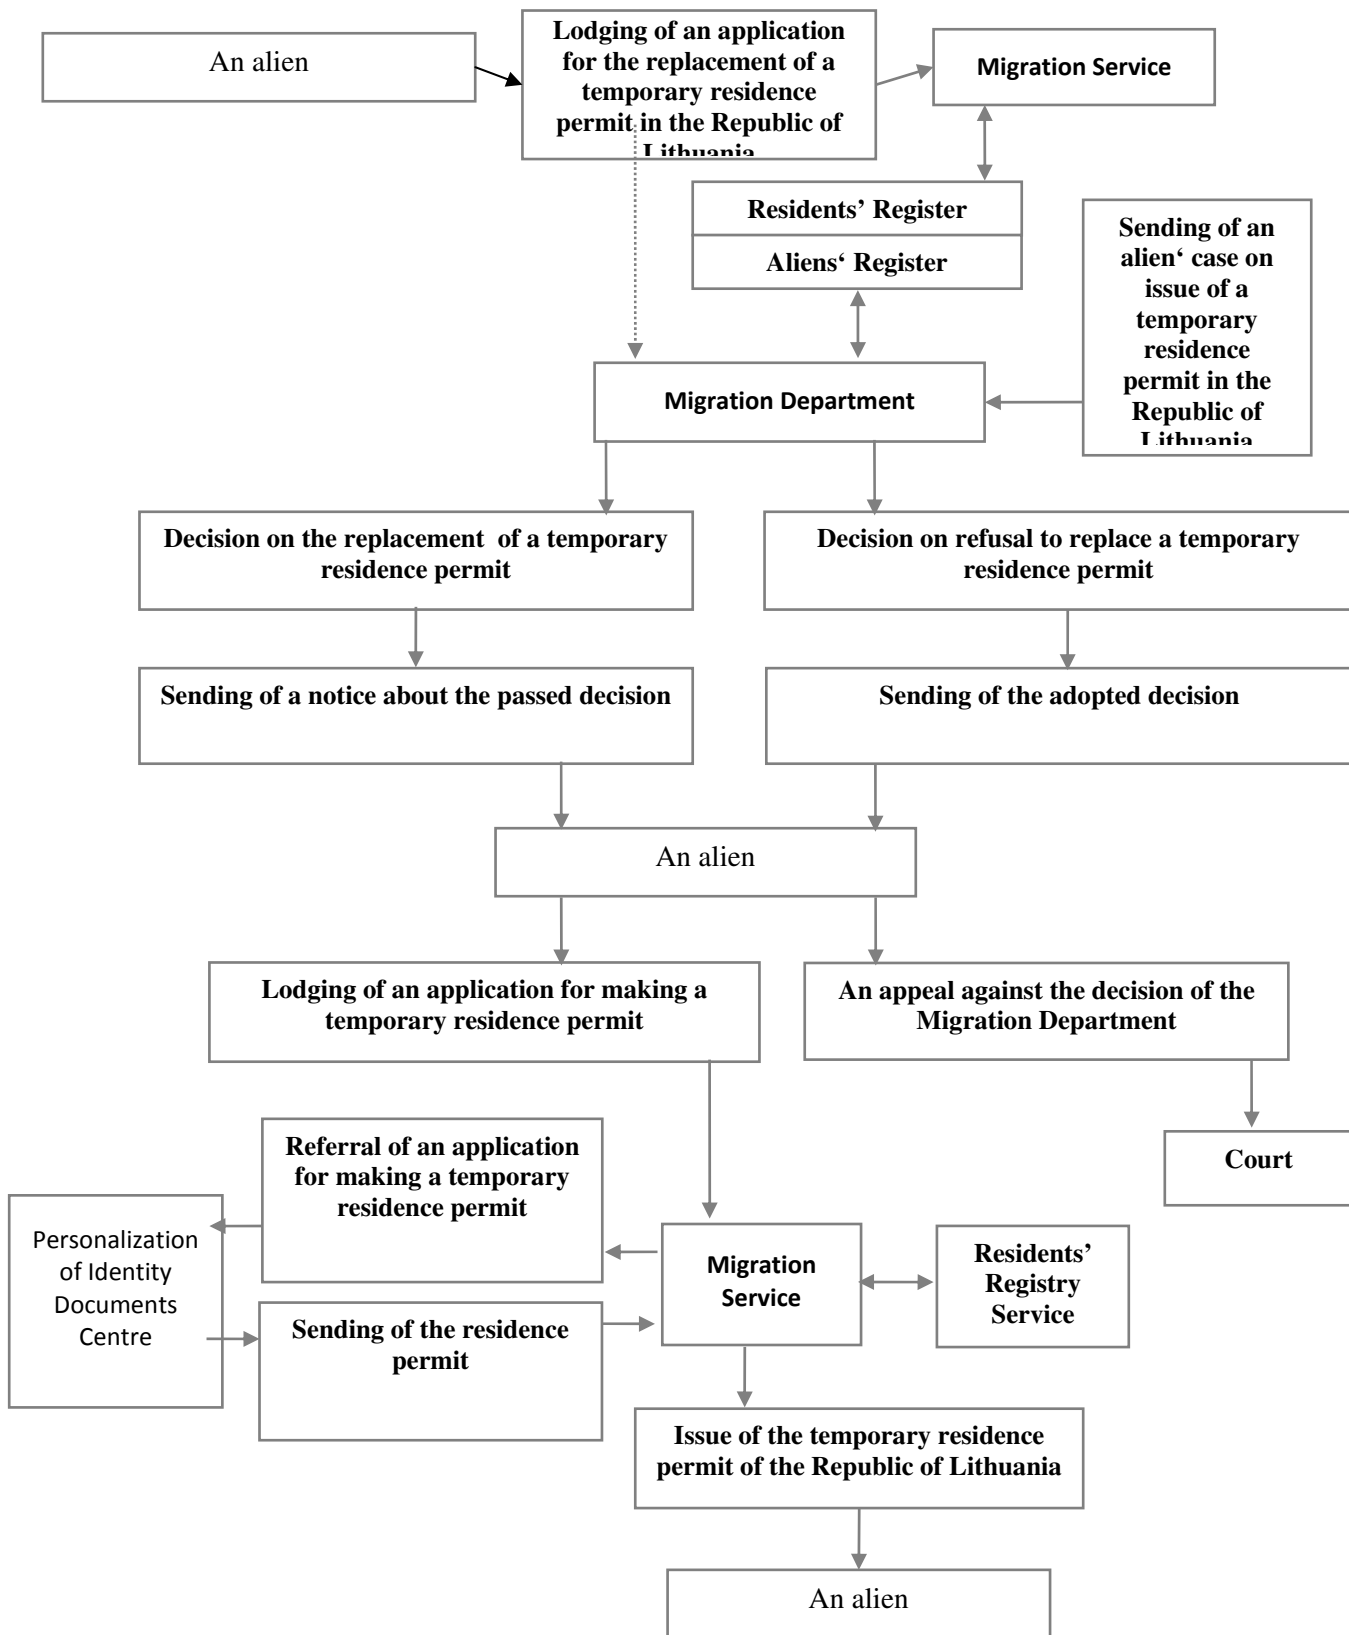 An alien
Lodging of an application
for the replacement of a
temporary residence
permit in the Republic of
Lithuania
Migration Service
Residents’ Register
Aliens‘ Register
Sending of an
alien‘ case on
issue of a
temporary
residence
permit in the
Republic of
Lithuania
Migration Department
Decision on the replacement of a temporary
residence permit
Decision on refusal to replace a temporary
residence permit
Sending of a notice about the passed decision
Sending of the adopted decision
An alien
Lodging of an application for making a
temporary residence permit
An appeal against the decision of the
Migration Department
Court
Referral of an application
for making a temporary
residence permit
Personalization
of Identity
Documents
Centre
Migration
Service
Residents’
Registry
Service
Sending of the residence
permit
Issue of the temporary residence
permit of the Republic of Lithuania
An alien